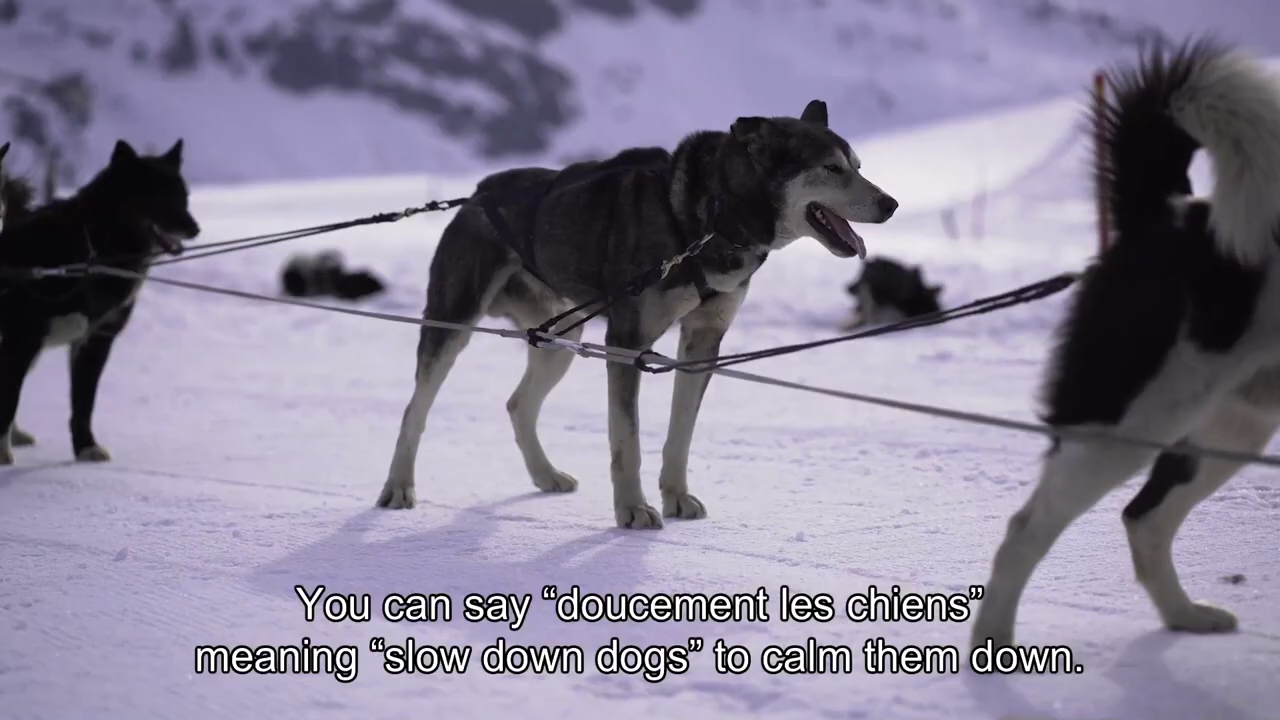 You can say “doucement les chiens”
meaning “slow down dogs” to calm them down.